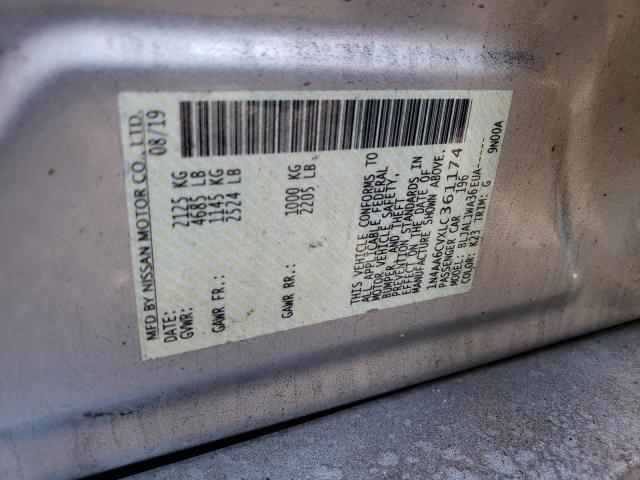 MFD BY NISSAN MOTOR CO., LTD.
DATE: 08/19
GVWR: 2125 KG
4685 LB
GAWR FR: 1145 KG
2524 LB
GAWR RR: 1000 KG
2205 LB
THIS VEHICLE CONFORMS TO
ALL APPLICABLE FEDERAL
MOTOR VEHICLE SAFETY,
BUMPER, AND THEFT
PREVENTION STANDARDS IN
EFFECT ON THE DATE OF
MANUFACTURE SHOWN ABOVE.
1N4AA6CVXLC361174
PASSENGER CAR 196
MODEL: BLJALJWA36EUA-----
COLOR: K23 TRIM: G
9N00A